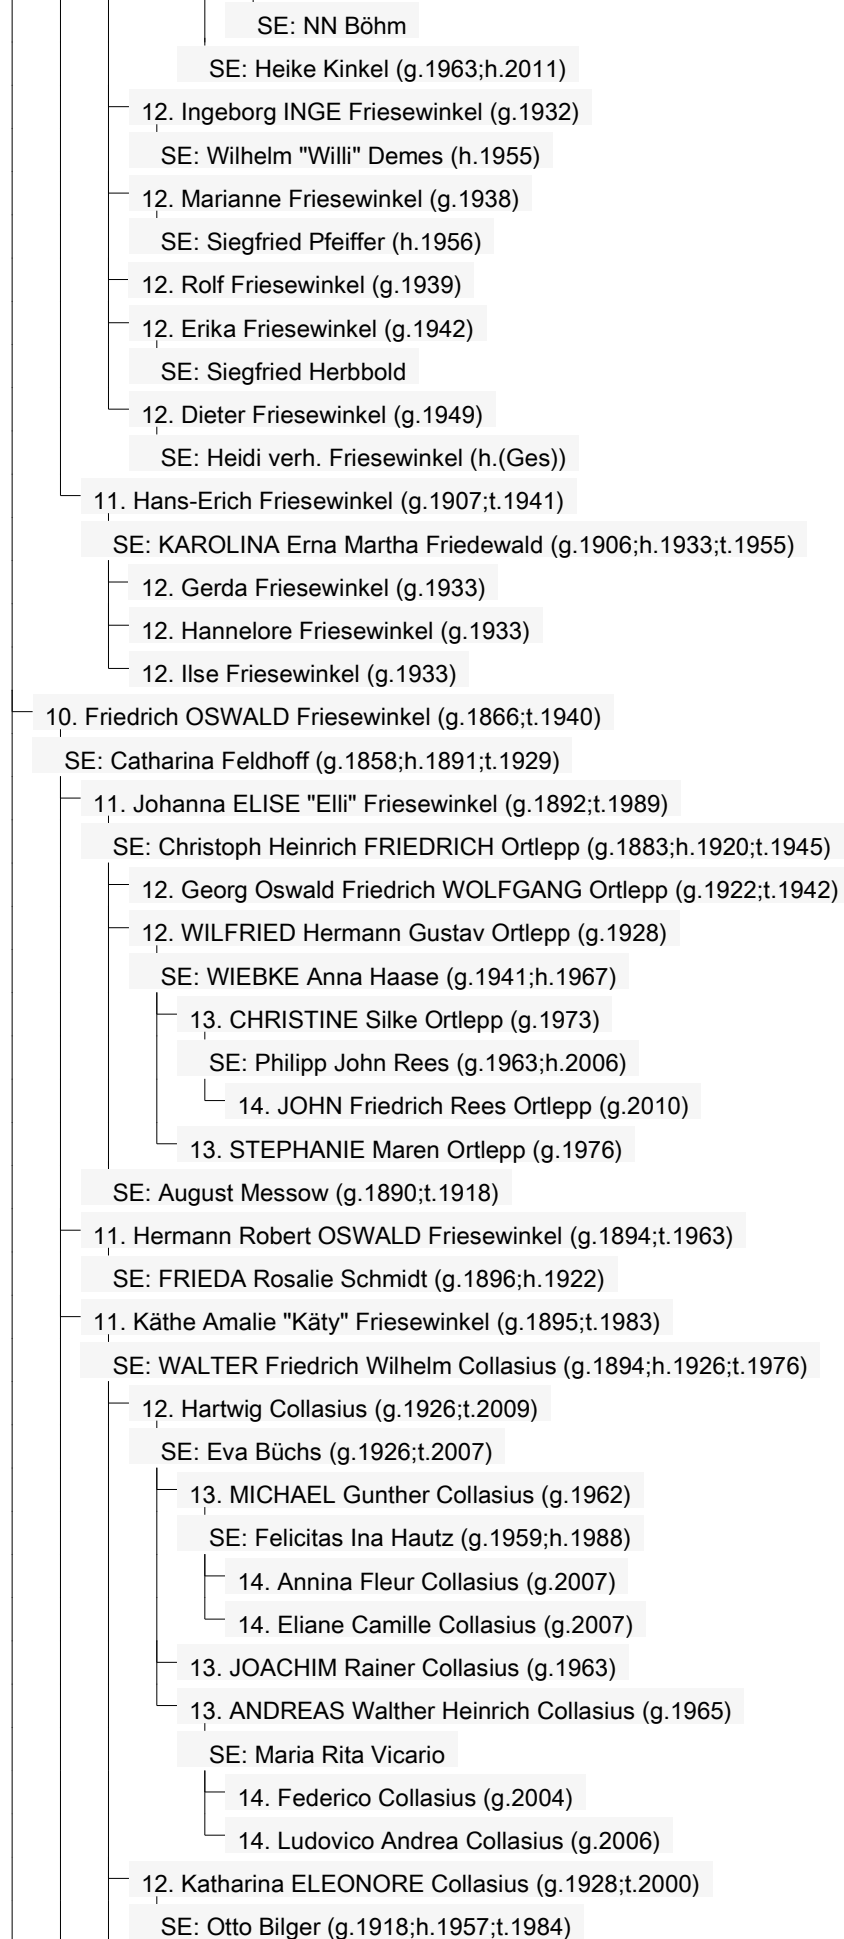 SE: NN Böhm
SE: Heike Kinkel (g.1963;h.2011)
12. Ingeborg INGE Friesewinkel (g.1932)
SE: Wilhelm "Willi" Demes (h.1955)
12. Marianne Friesewinkel (g.1938)
SE: Siegfried Pfeiffer (h.1956)
12. Rolf Friesewinkel (g.1939)
12. Erika Friesewinkel (g.1942)
SE: Siegfried Herbbold
12. Dieter Friesewinkel (g.1949)
SE: Heidi verh. Friesewinkel (h.(Ges))
11. Hans-Erich Friesewinkel (g.1907;t.1941)
SE: KAROLINA Erna Martha Friedewald (g.1906;h.1933;t.1955)
12. Gerda Friesewinkel (g.1933)
12. Hannelore Friesewinkel (g.1933)
12. Ilse Friesewinkel (g.1933)
10. Friedrich OSWALD Friesewinkel (g.1866;t.1940)
SE: Catharina Feldhoff (g.1858;h.1891;t.1929)
11. Johanna ELISE "Elli" Friesewinkel (g.1892;t.1989)
SE: Christoph Heinrich FRIEDRICH Ortlepp (g.1883;h.1920;t.1945)
12. Georg Oswald Friedrich WOLFGANG Ortlepp (g.1922;t.1942)
12. WILFRIED Hermann Gustav Ortlepp (g.1928)
SE: WIEBKE Anna Haase (g.1941;h.1967)
13. CHRISTINE Silke Ortlepp (g.1973)
SE: Philipp John Rees (g.1963;h.2006)
14. JOHN Friedrich Rees Ortlepp (g.2010)
13. STEPHANIE Maren Ortlepp (g.1976)
SE: August Messow (g.1890;t.1918)
11. Hermann Robert OSWALD Friesewinkel (g.1894;t.1963)
SE: FRIEDA Rosalie Schmidt (g.1896;h.1922)
11. Käthe Amalie "Käty" Friesewinkel (g.1895;t.1983)
SE: WALTER Friedrich Wilhelm Collasius (g.1894;h.1926;t.1976)
12. Hartwig Collasius (g.1926;t.2009)
SE: Eva Büchs (g.1926;t.2007)
13. MICHAEL Gunther Collasius (g.1962)
SE: Felicitas Ina Hautz (g.1959;h.1988)
14. Annina Fleur Collasius (g.2007)
14. Eliane Camille Collasius (g.2007)
13. JOACHIM Rainer Collasius (g.1963)
13. ANDREAS Walther Heinrich Collasius (g.1965)
SE: Maria Rita Vicario
14. Federico Collasius (g.2004)
14. Ludovico Andrea Collasius (g.2006)
12. Katharina ELEONORE Collasius (g.1928;t.2000)
SE: Otto Bilger (g.1918;h.1957;t.1984)